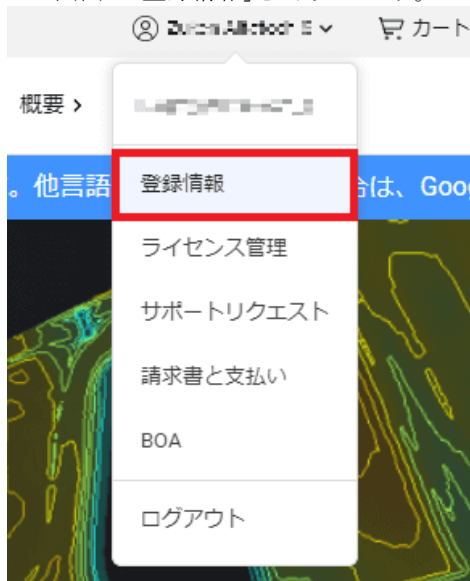 カート
概要
登録情報
。他言語
合は、Goo
ライセンス管理
サポートリクエスト
請求書と支払い
BOA
ログアウト